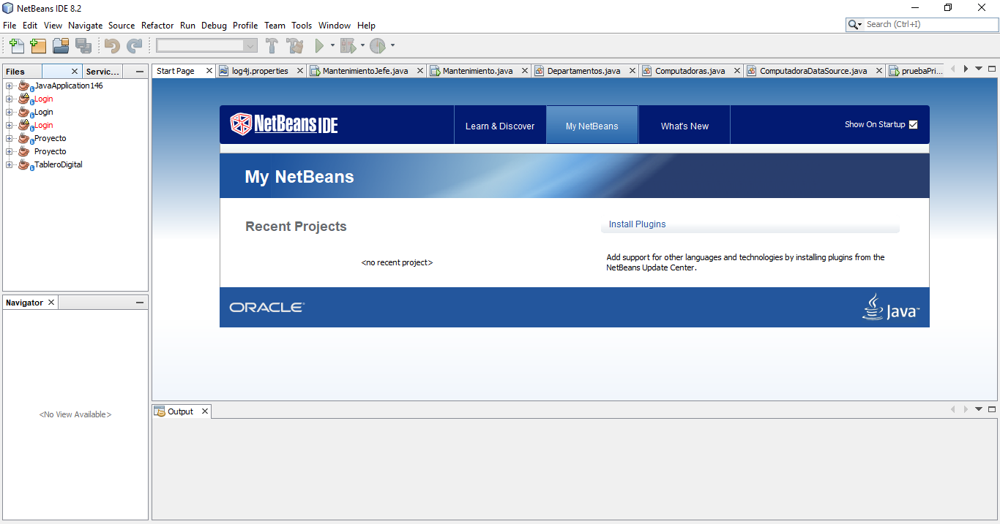 NetBeans IDE 8.2
File Edit View Navigate Source Refactor Run Debug Profile Team Tools Window Help
Search (Ctrl+I)
Files Servic...
Start Page log4j.properties MantenimientoJefe.java Mantenimiento.java Departamentos.java Computadoras.java ComputadoraDataSource.java pruebaPri...
JavaApplication146
Login
Login
Login
Proyecto
Proyecto
TableroDigital
NetBeans IDE
Learn & Discover My NetBeans What's New Show On Startup
My NetBeans
Recent Projects
<no recent project>
Install Plugins
Add support for other languages and technologies by installing plugins from the
NetBeans Update Center.
ORACLE
Java™
Navigator
<No View Available>
Output